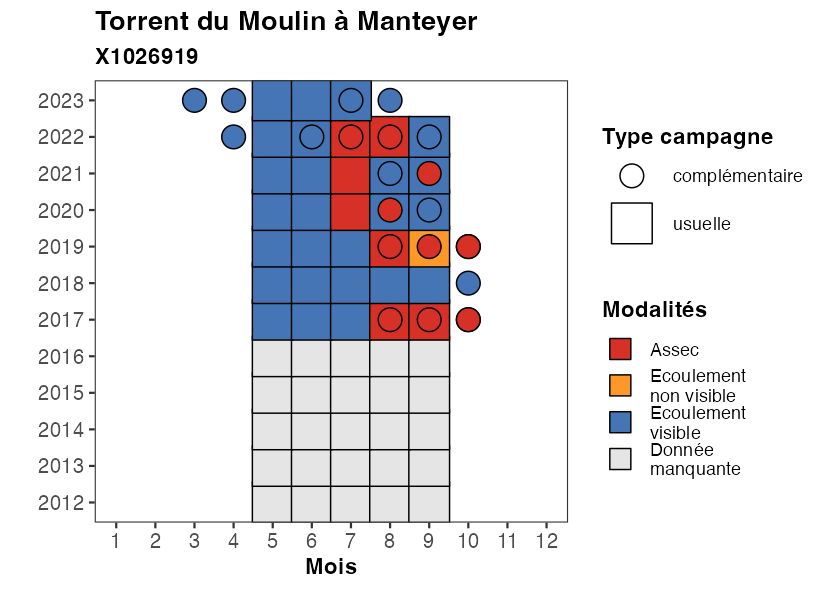 Torrent du Moulin à Manteyer
X1026919
2023
2022
2021
2020
2019
2018
2017
2016
2015
2014
2013
2012
1 2 3 4 5 6 7 8 9 10 11 12
Mois
Type campagne
complémentaire
usuelle
Modalités
Assec
Ecoulement
non visible
Ecoulement
visible
Donnée
manquante